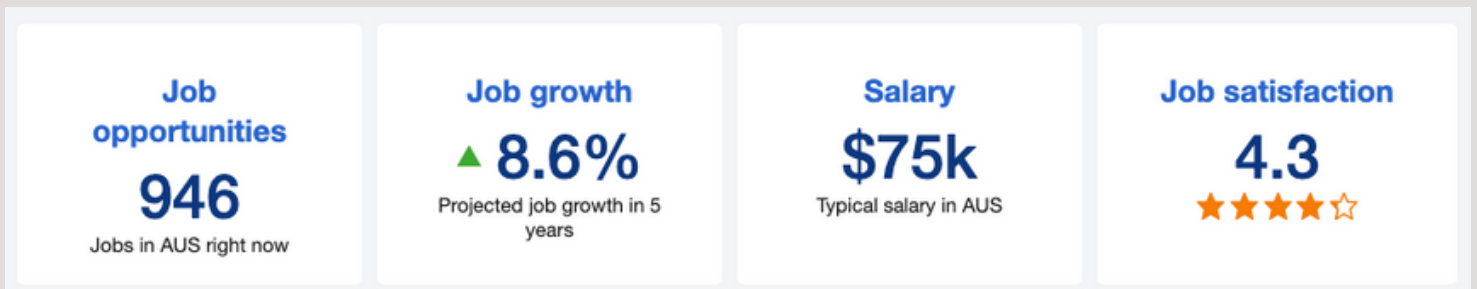 Job
opportunities
946
Jobs in AUS right now
Job growth
8.6%
Projected job growth in 5
years
Salary
$75k
Typical salary in AUS
Job satisfaction
4.3